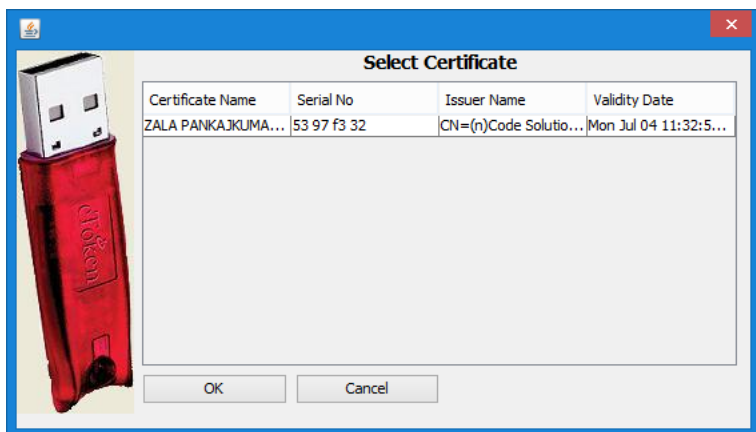 Select Certificate
Certificate Name Serial No Issuer Name Validity Date
ZALA PANKAJKUMA... 53 97 f3 32 CN=(n)Code Solutio... Mon Jul 04 11:32:5...
eToken
OK Cancel